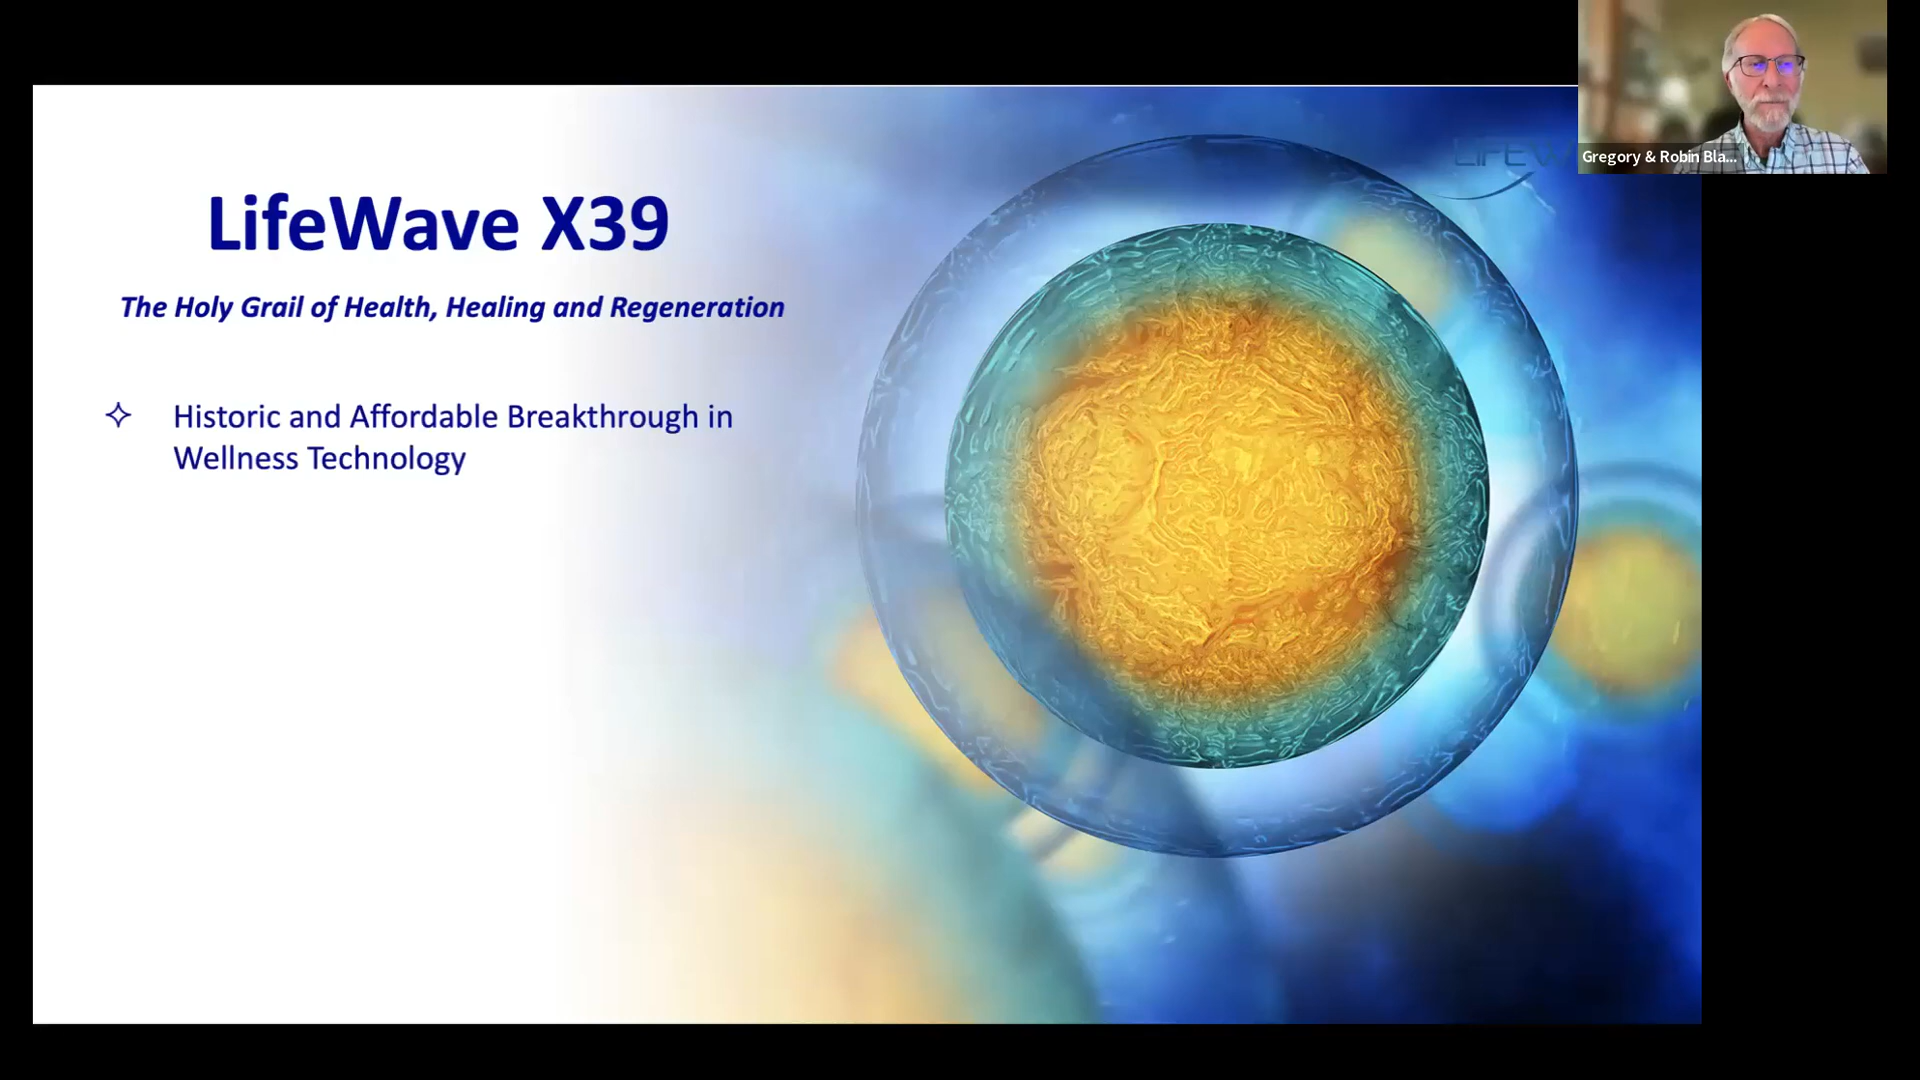 LifeWave X39
The Holy Grail of Health, Healing and Regeneration
✧ Historic and Affordable Breakthrough in
Wellness Technology
LIFEW
Gregory & Robin Bla...